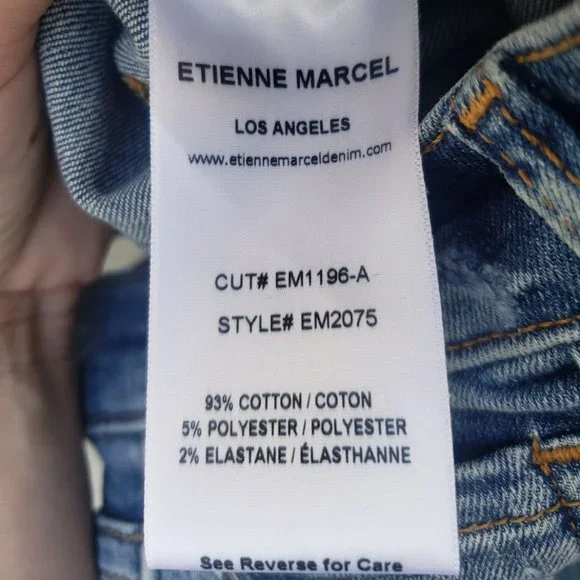 ETIENNE MARCEL
LOS ANGELES
www.etiennemarceldenim.com
CUT# EM1196-A
STYLE# EM2075
93% COTTON / COTON
5% POLYESTER / POLYESTER
2% ELASTANE / ÉLASTHANNE
See Reverse for Care